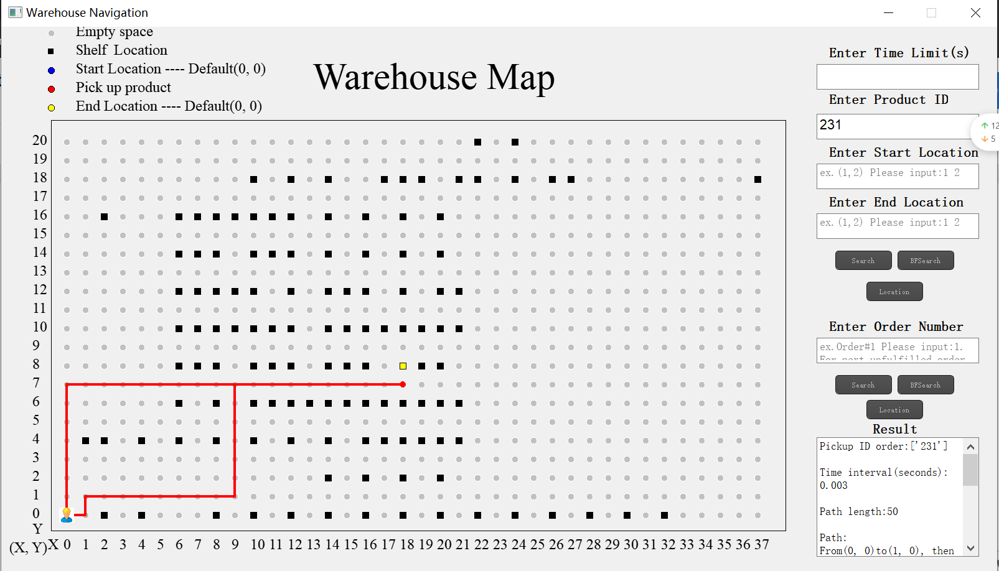 Warehouse Navigation
Empty space
Shelf Location
Start Location ---- Default(0, 0)
Pick up product
End Location ---- Default(0, 0)
Warehouse Map
20
19
18
17
16
15
14
13
12
11
10
9
8
7
6
5
4
3
2
1
0
Y
(X, Y)
X 0 1 2 3 4 5 6 7 8 9 10 11 12 13 14 15 16 17 18 19 20 21 22 23 24 25 26 27 28 29 30 31 32 33 34 35 36 37
Enter Time Limit(s)
Enter Product ID
231
12
5
Enter Start Location
ex.(1,2) Please input:1 2
Enter End Location
ex.(1,2) Please input:1 2
Search BFSearch
Location
Enter Order Number
ex.Order#1 Please input:1.
For next unfulfilled order
Search BFSearch
Location
Result
Pickup ID order:['231']
Time interval(seconds):
0.003
Path length:50
Path:
From(0, 0)to(1, 0), then